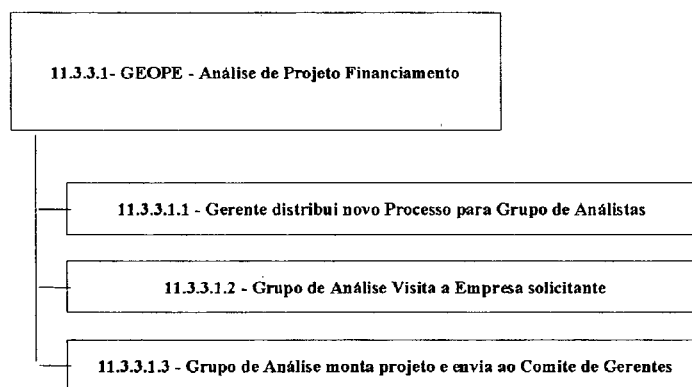 11.3.3.1- GEOPE - Análise de Projeto Financiamento
11.3.3.1.1 - Gerente distribui novo Processo para Grupo de Análistas
11.3.3.1.2 - Grupo de Análise Visita a Empresa solicitante
11.3.3.1.3 - Grupo de Análise monta projeto e envia ao Comite de Gerentes